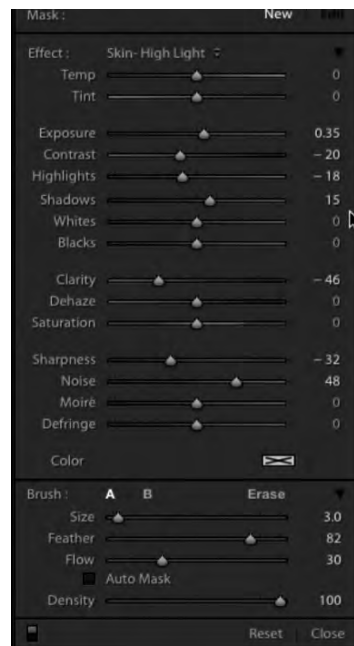 Mask : New Edit
Effect : Skin- High Light
Temp 0
Tint 0
Exposure 0.35
Contrast – 20
Highlights – 18
Shadows 15
Whites 0
Blacks 0
Clarity – 46
Dehaze 0
Saturation 0
Sharpness – 32
Noise 48
Moiré 0
Defringe 0
Color
Brush : A B Erase
Size 3.0
Feather 82
Flow 30
Auto Mask
Density 100
Reset Close